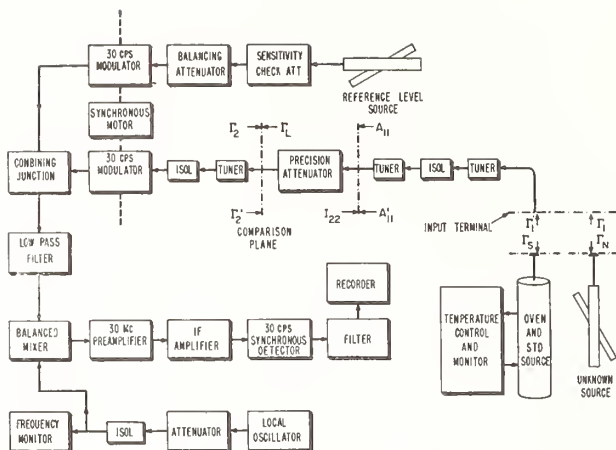 30 CPS
MODULATOR
BALANCING
ATTENUATOR
SENSITIVITY
CHECK ATT
REFERENCE LEVEL
SOURCE
SYNCHRONOUS
MOTOR
COMBINING
JUNCTION
30 CPS
MODULATOR
ISOL
TUNER
Γ2
ΓL
Γ2'
COMPARISON
PLANE
PRECISION
ATTENUATOR
A11
I22
A'11
TUNER
ISOL
TUNER
INPUT TERMINAL
Γ1'
ΓS
Γ1
ΓN
LOW PASS
FILTER
RECORDER
BALANCED
MIXER
30 MC
PREAMPLIFIER
IF
AMPLIFIER
30 CPS
SYNCHRONOUS
DETECTOR
FILTER
TEMPERATURE
CONTROL
AND
MONITOR
OVEN
AND
STD
SOURCE
UNKNOWN
SOURCE
FREQUENCY
MONITOR
ISOL
ATTENUATOR
LOCAL
OSCILLATOR